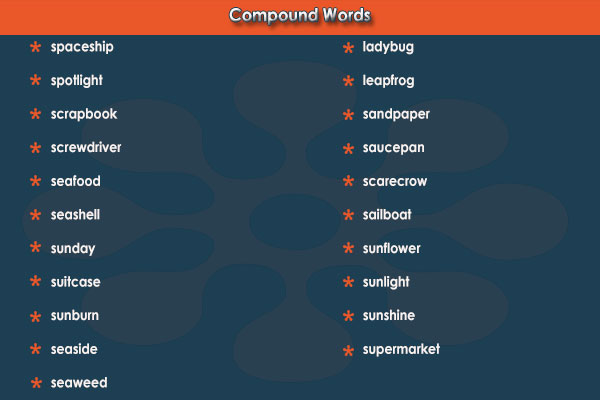 Compound Words
spaceship
spotlight
scrapbook
screwdriver
seafood
seashell
sunday
suitcase
sunburn
seaside
seaweed
ladybug
leapfrog
sandpaper
saucepan
scarecrow
sailboat
sunflower
sunlight
sunshine
supermarket